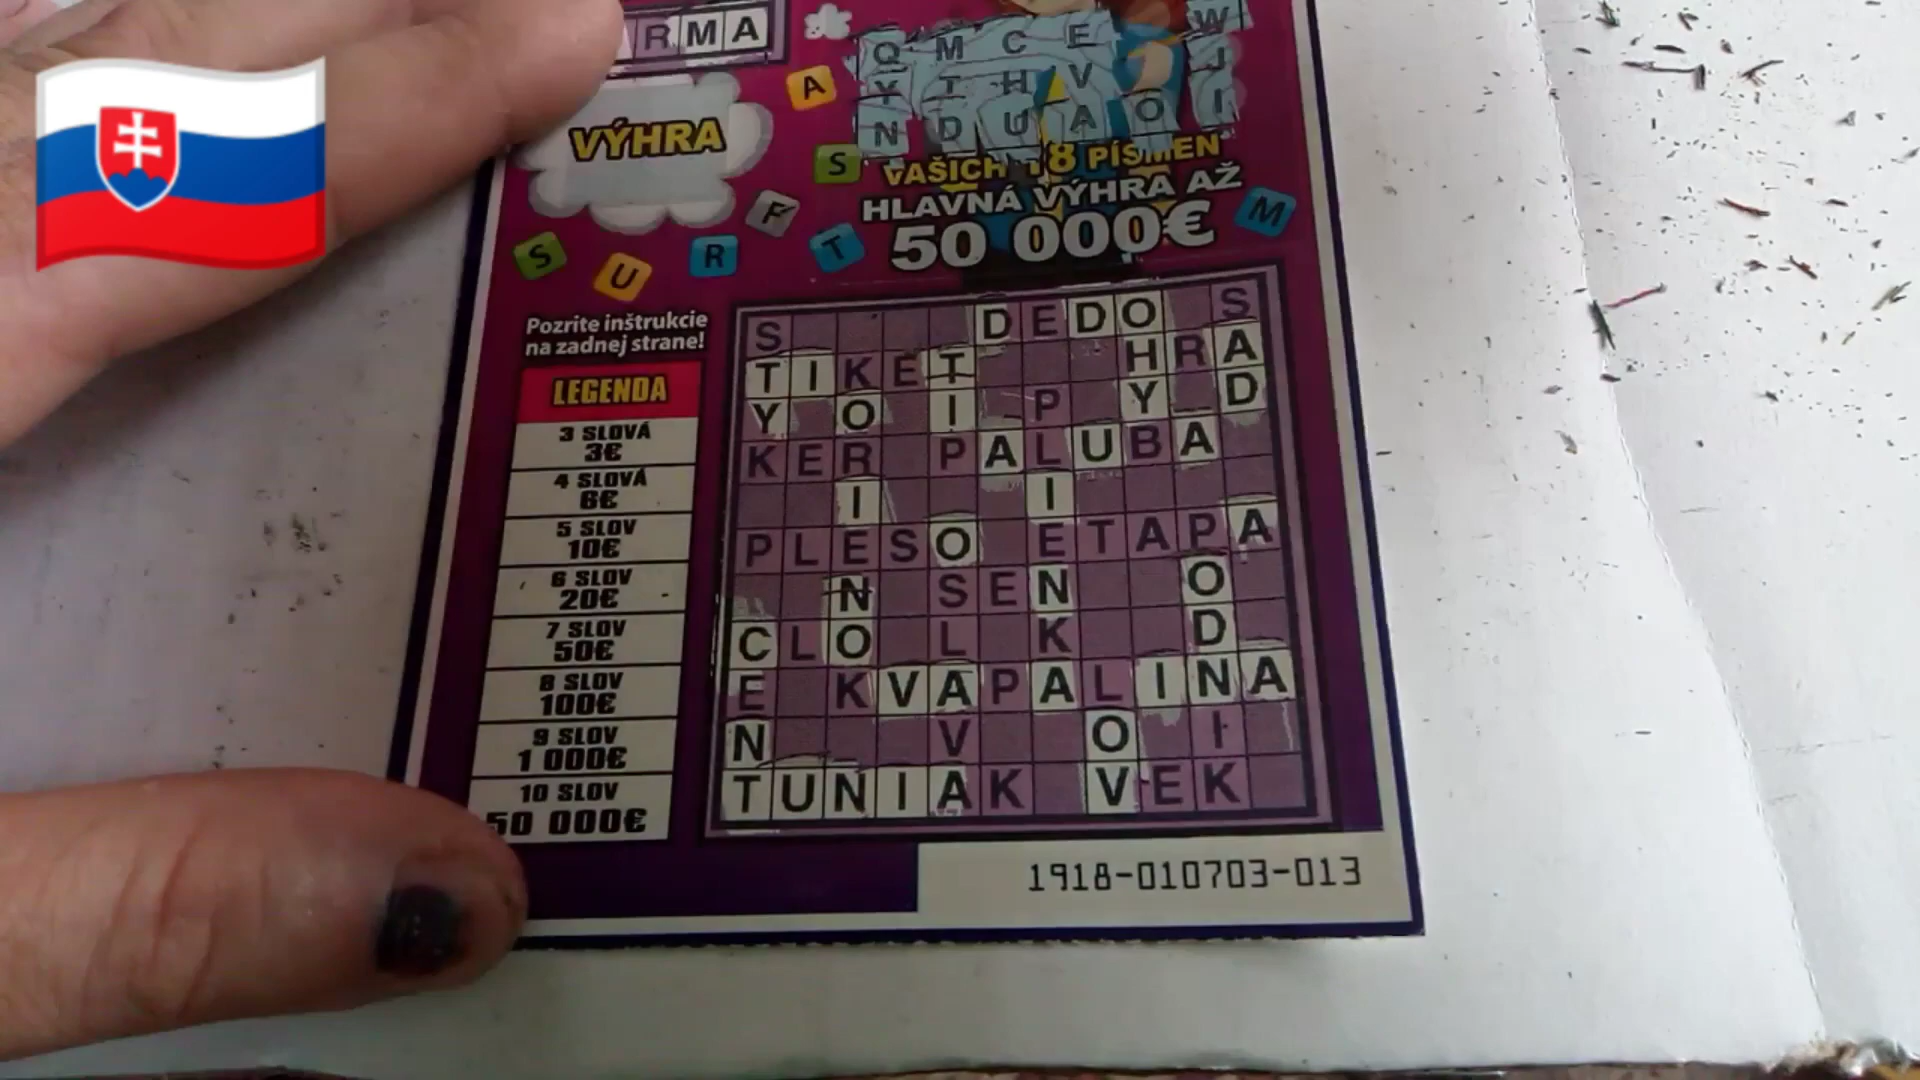 RMA
Q M C E W
Y T H V J
N D U A O I
VÝHRA
A
S
VAŠICH 18 PÍSMEN
HLAVNÁ VÝHRA AŽ
50 000€
S U R F T M
Pozrite inštrukcie
na zadnej strane!
LEGENDA
3 SLOVÁ
3€
4 SLOVÁ
6€
5 SLOV
10€
6 SLOV
20€
7 SLOV
50€
8 SLOV
100€
9 SLOV
1 000€
10 SLOV
50 000€
S DEDO S
TIKET HRA
Y O I P Y D
KER PALUBA
I I
PLESO ETAPA
N SEN O
CLO L K D
E KVAPALINA
N V O I
TUNIAK VEK
1918-010703-013